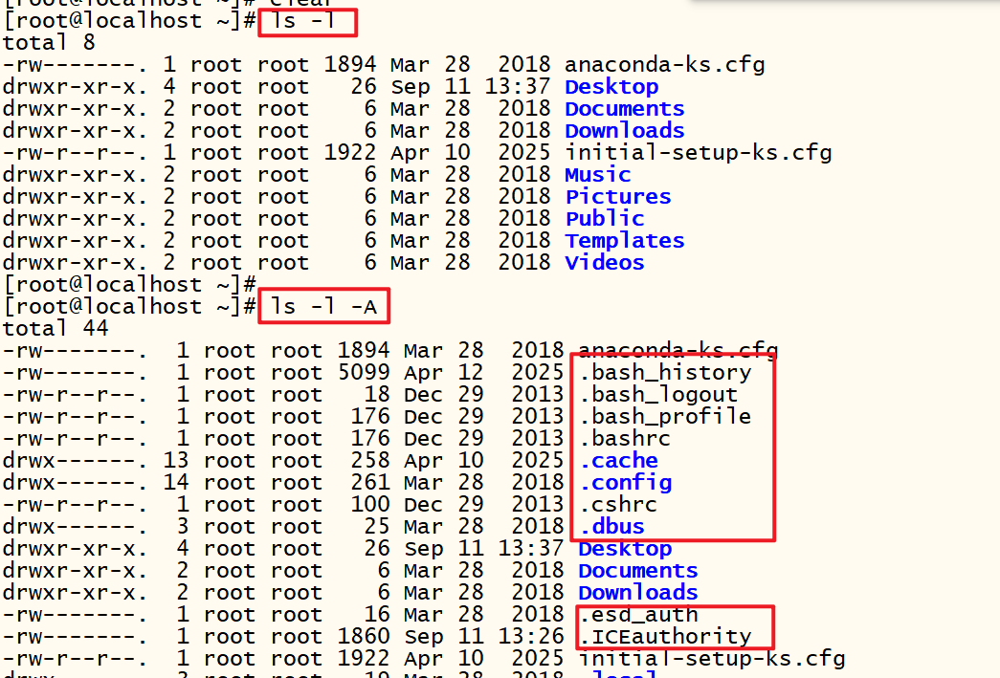 [root@localhost ~]# clear
[root@localhost ~]# ls -l
total 8
-rw-------. 1 root root 1894 Mar 28  2018 anaconda-ks.cfg
drwxr-xr-x. 4 root root   26 Sep 11 13:37 Desktop
drwxr-xr-x. 2 root root    6 Mar 28  2018 Documents
drwxr-xr-x. 2 root root    6 Mar 28  2018 Downloads
-rw-r--r--. 1 root root 1922 Apr 10  2025 initial-setup-ks.cfg
drwxr-xr-x. 2 root root    6 Mar 28  2018 Music
drwxr-xr-x. 2 root root    6 Mar 28  2018 Pictures
drwxr-xr-x. 2 root root    6 Mar 28  2018 Public
drwxr-xr-x. 2 root root    6 Mar 28  2018 Templates
drwxr-xr-x. 2 root root    6 Mar 28  2018 Videos
[root@localhost ~]#
[root@localhost ~]# ls -l -A
total 44
-rw-------.  1 root root 1894 Mar 28  2018 anaconda-ks.cfg
-rw-------.  1 root root 5099 Apr 12  2025 .bash_history
-rw-r--r--.  1 root root   18 Dec 29  2013 .bash_logout
-rw-r--r--.  1 root root  176 Dec 29  2013 .bash_profile
-rw-r--r--.  1 root root  176 Dec 29  2013 .bashrc
drwx------. 13 root root  258 Apr 10  2025 .cache
drwx------. 14 root root  261 Mar 28  2018 .config
-rw-r--r--.  1 root root  100 Dec 29  2013 .cshrc
drwx------.  3 root root   25 Mar 28  2018 .dbus
drwxr-xr-x.  4 root root   26 Sep 11 13:37 Desktop
drwxr-xr-x.  2 root root    6 Mar 28  2018 Documents
drwxr-xr-x.  2 root root    6 Mar 28  2018 Downloads
-rw-------.  1 root root   16 Mar 28  2018 .esd_auth
-rw-------.  1 root root 1860 Sep 11 13:26 .ICEauthority
-rw-r--r--.  1 root root 1922 Apr 10  2025 initial-setup-ks.cfg
3 root root   19 Mar 28  2018 .local